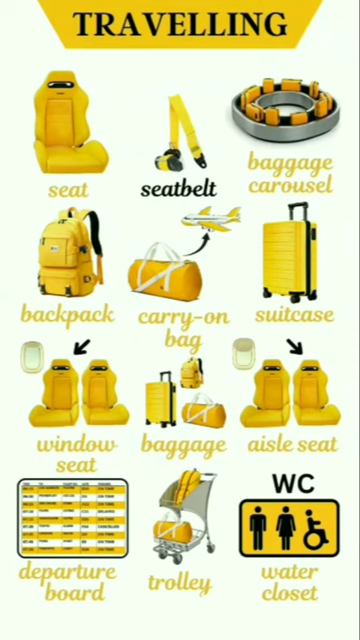 TRAVELLING
seat
seatbelt
baggage
carousel
backpack
carry-on
bag
suitcase
window
seat
baggage
aisle seat
WC
departure
board
trolley
water
closet